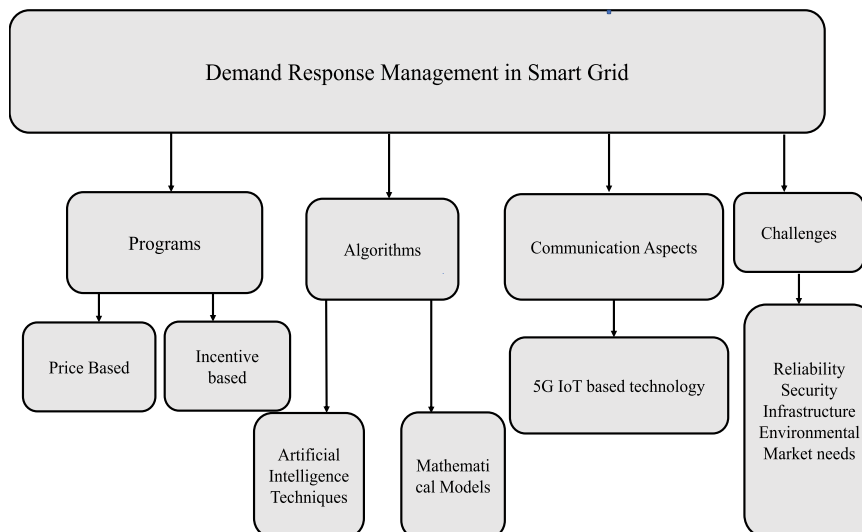 Demand Response Management in Smart Grid
Programs
Algorithms
Communication Aspects
Challenges
Price Based
Incentive
based
5G IoT based technology
Reliability
Security
Infrastructure
Environmental
Market needs
Artificial
Intelligence
Techniques
Mathemati
cal Models